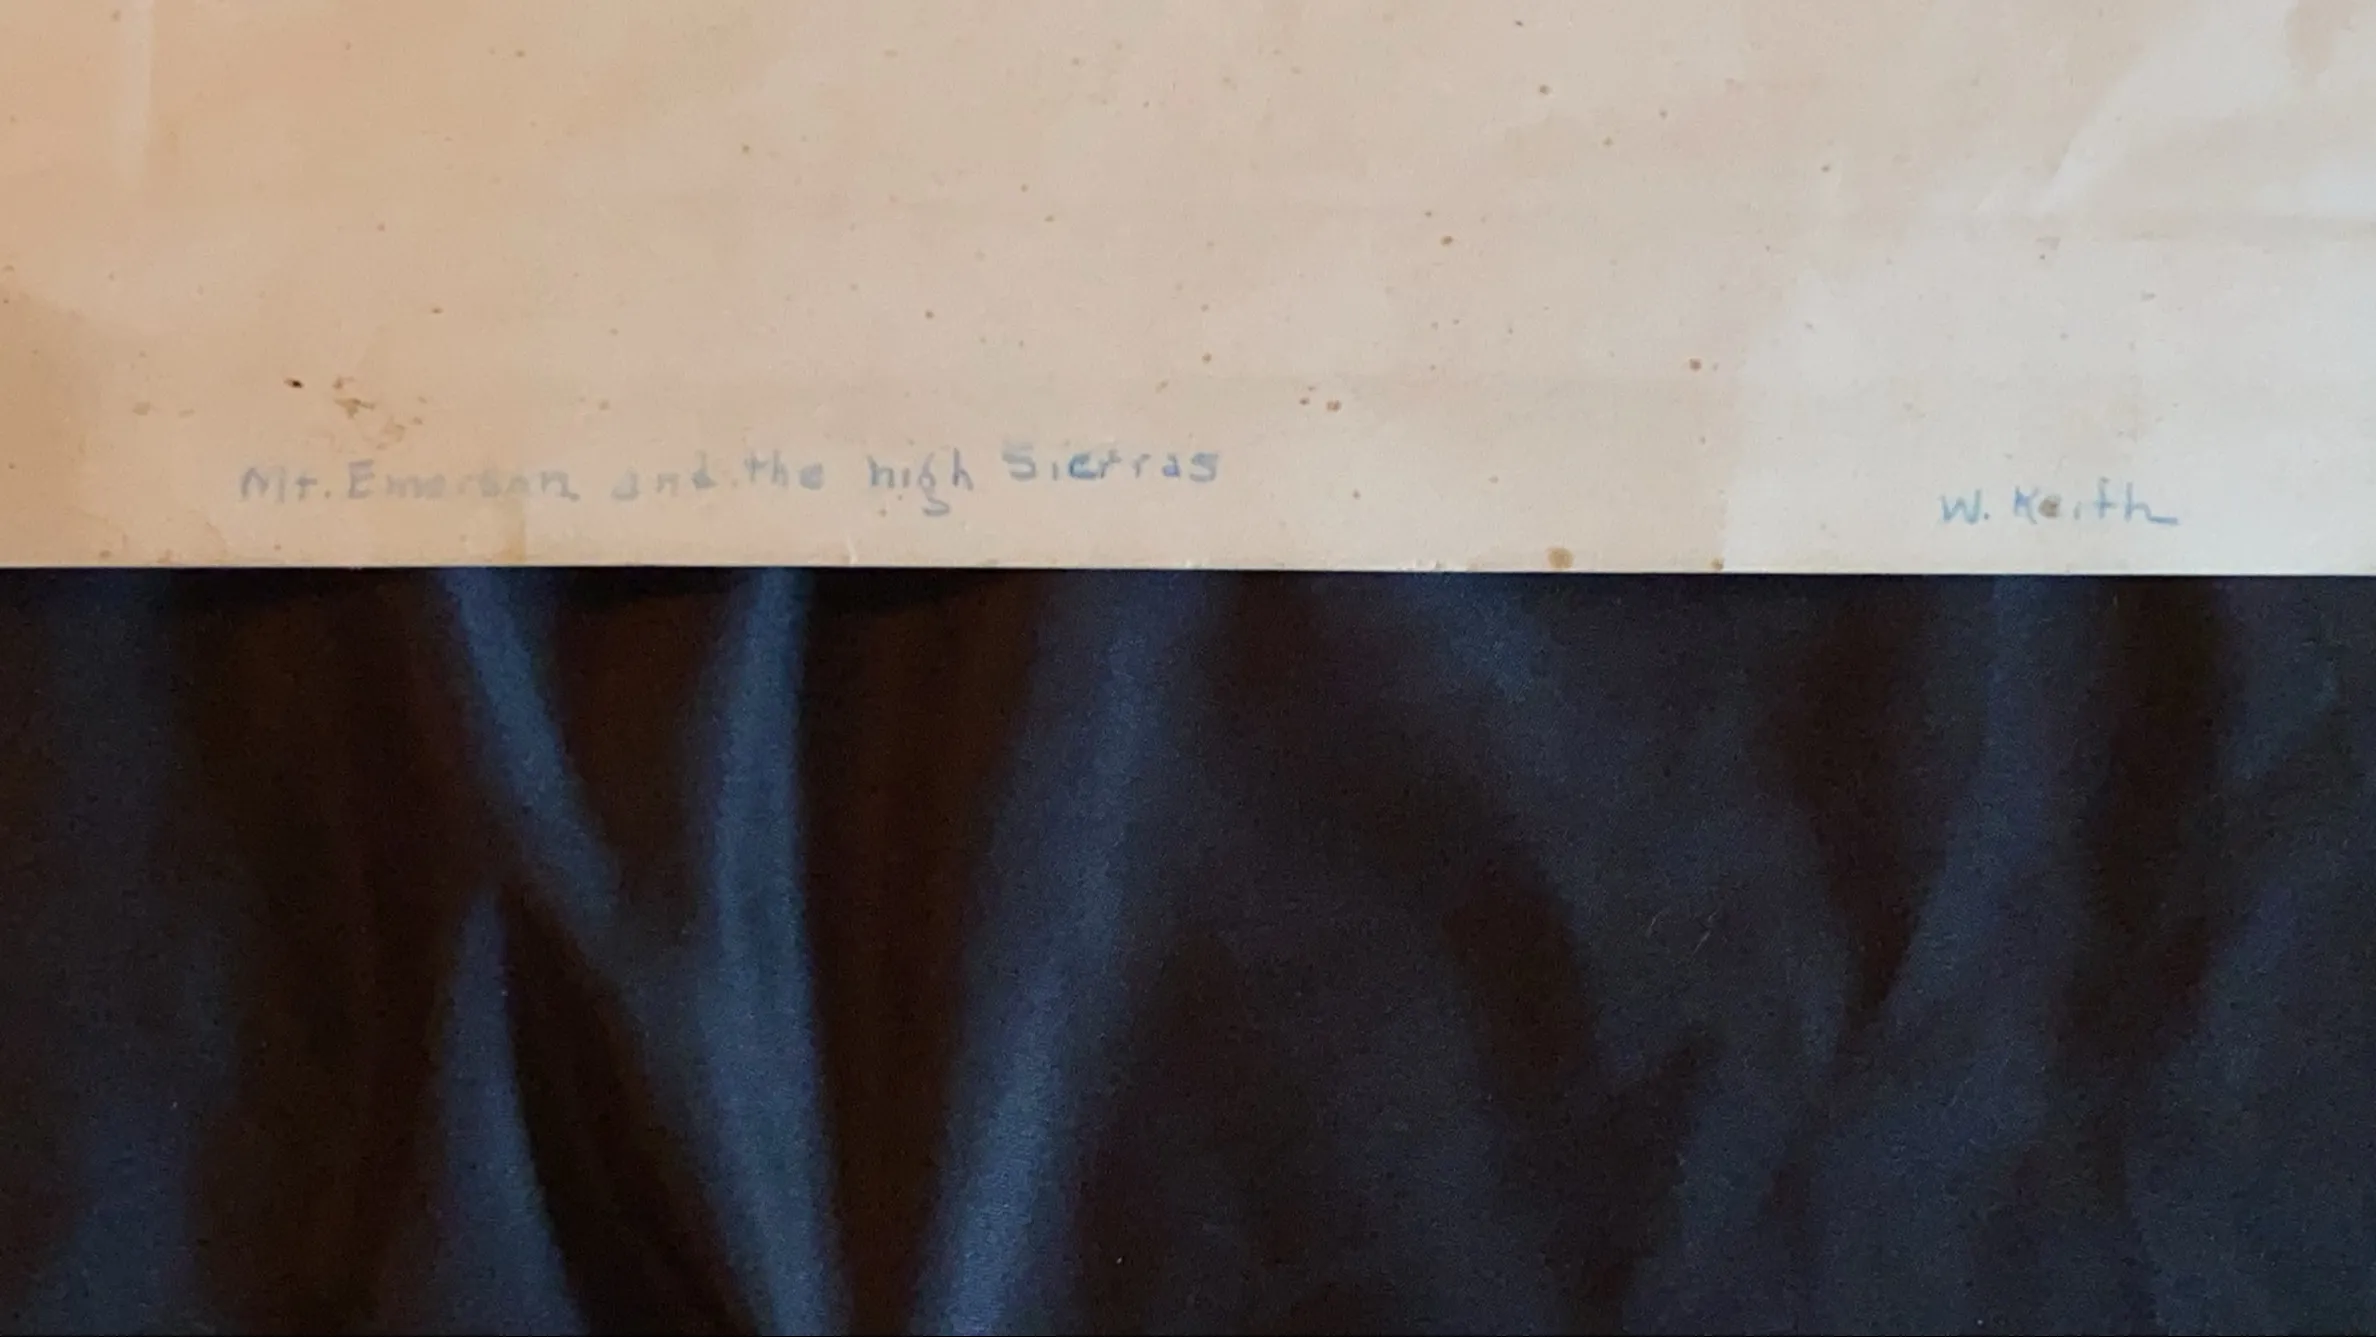 Mt. Emerson and the high Sierras
W. Keith